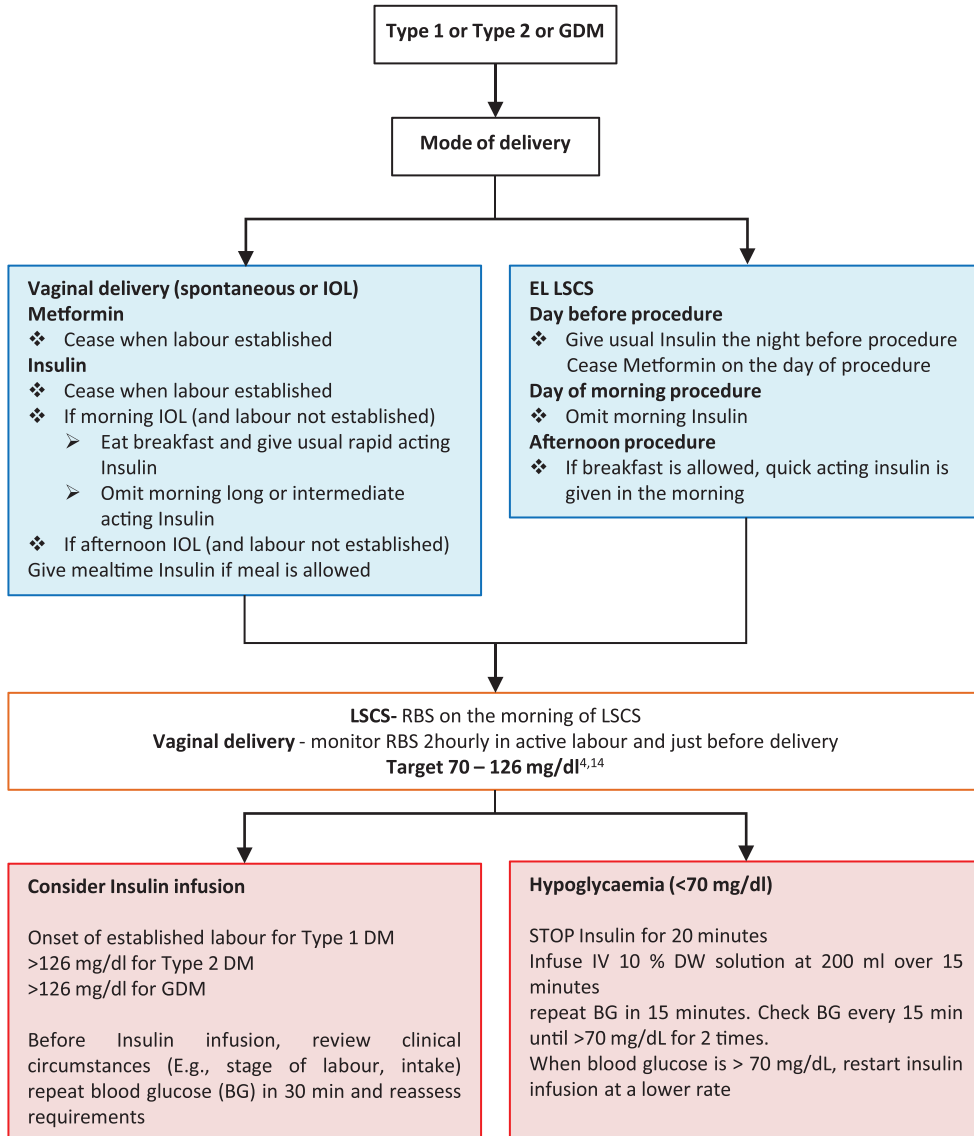 Type 1 or Type 2 or GDM
Mode of delivery
Vaginal delivery (spontaneous or IOL)
Metformin
❖ Cease when labour established
Insulin
❖ Cease when labour established
❖ If morning IOL (and labour not established)
➢ Eat breakfast and give usual rapid acting
Insulin
➢ Omit morning long or intermediate
acting Insulin
❖ If afternoon IOL (and labour not established)
Give mealtime Insulin if meal is allowed
EL LSCS
Day before procedure
❖ Give usual Insulin the night before procedure
Cease Metformin on the day of procedure
Day of morning procedure
❖ Omit morning Insulin
Afternoon procedure
❖ If breakfast is allowed, quick acting insulin is
given in the morning
LSCS- RBS on the morning of LSCS
Vaginal delivery - monitor RBS 2hourly in active labour and just before delivery
Target 70 – 126 mg/dl4,14
Consider Insulin infusion
Onset of established labour for Type 1 DM
>126 mg/dl for Type 2 DM
>126 mg/dl for GDM
Before Insulin infusion, review clinical
circumstances (E.g., stage of labour, intake)
repeat blood glucose (BG) in 30 min and reassess
requirements
Hypoglycaemia (<70 mg/dl)
STOP Insulin for 20 minutes
Infuse IV 10 % DW solution at 200 ml over 15
minutes
repeat BG in 15 minutes. Check BG every 15 min
until >70 mg/dL for 2 times.
When blood glucose is > 70 mg/dL, restart insulin
infusion at a lower rate